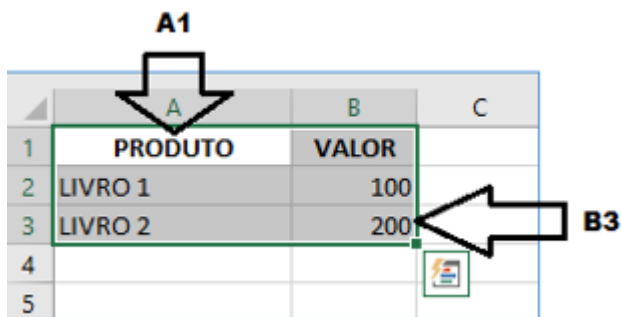 A1
A B C
1 PRODUTO VALOR
2 LIVRO 1 100
3 LIVRO 2 200
B3
4
5